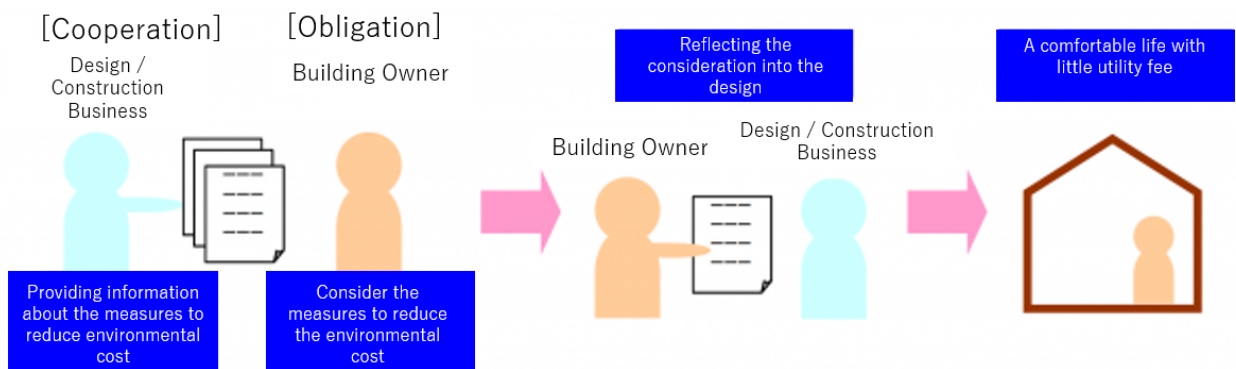 [Cooperation]
Design /
Construction
Business
Providing information
about the measures to
reduce environmental
cost
[Obligation]
Building Owner
Consider the
measures to reduce
the environmental
cost
Reflecting the
consideration into the
design
Building Owner
Design / Construction
Business
A comfortable life with
little utility fee